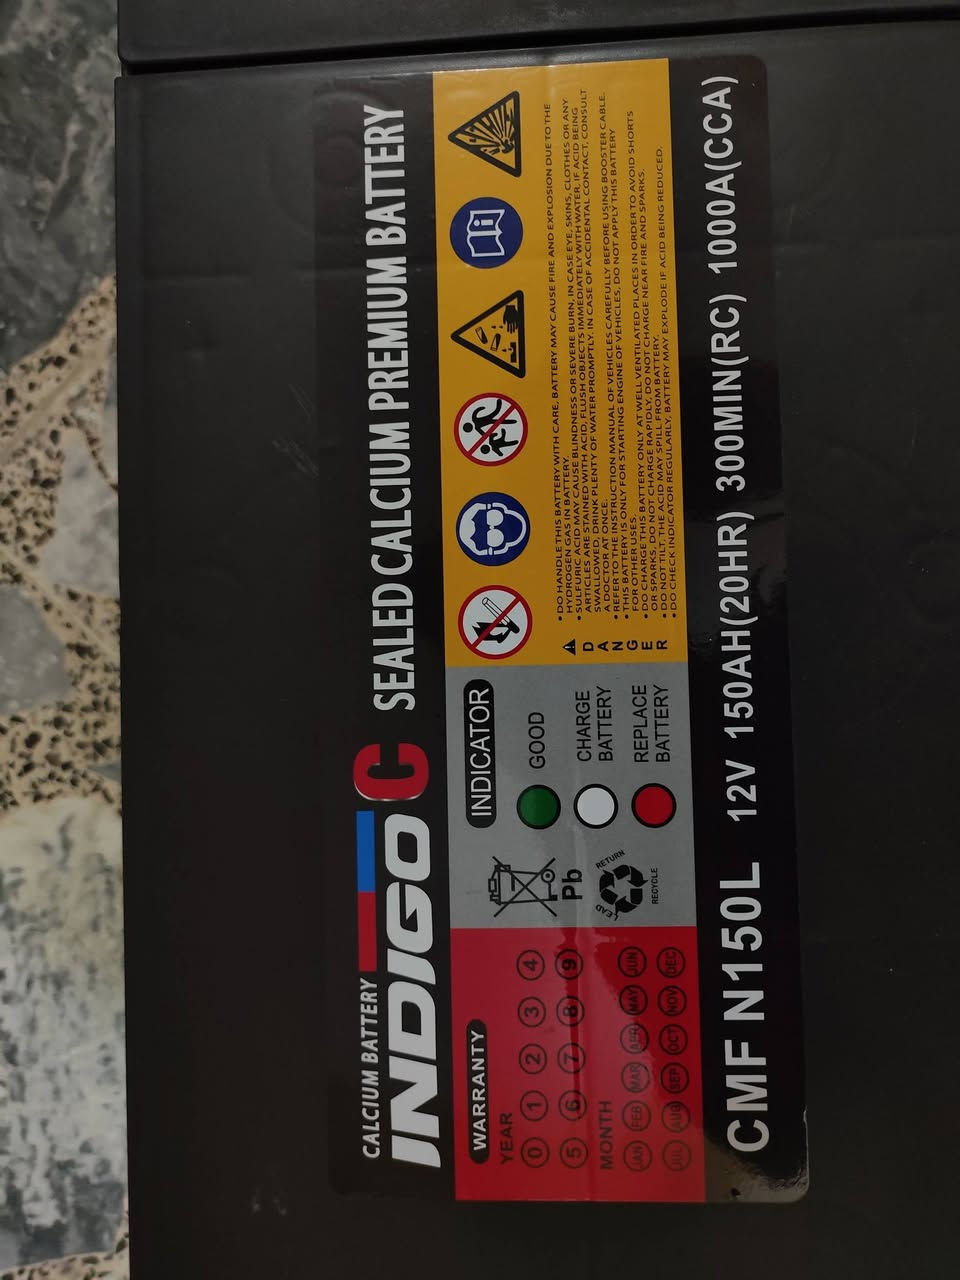 CALCIUM BATTERY
INDIGO C SEALED CALCIUM PREMIUM BATTERY
WARRANTY
YEAR
0 1 2 3 4
5 6 7 8 9
MONTH
JAN FEB MAR APR MAY JUN
JUL AUG SEP OCT NOV DEC
Pb
LEAD RETURN
RECYCLE
INDICATOR
GOOD
CHARGE
BATTERY
REPLACE
BATTERY
DANGER
• DO HANDLE THIS BATTERY WITH CARE, BATTERY MAY CAUSE FIRE AND EXPLOSION DUE TO THE
HYDROGEN GAS IN BATTERY.
• SULFURIC ACID MAY CAUSE BLINDNESS OR SEVERE BURN, IN CASE EYE, SKINS, CLOTHES OR ANY
ARTICLES ARE STAINED WITH ACID, FLUSH OBJECTS IMMEDIATELY WITH WATER, IF ACID BEING
SWALLOWED, DRINK PLENTY OF WATER PROMPTLY. IN CASE OF ACCIDENTAL CONTACT, CONSULT
A DOCTOR AT ONCE.
• REFER TO THE INSTRUCTION MANUAL OF VEHICLES CAREFULLY BEFORE USING BOOSTER CABLE.
• THIS BATTERY IS ONLY FOR STARTING ENGINE OF VEHICLES, DO NOT APPLY THIS BATTERY
FOR OTHER USES.
• DO CHARGE THIS BATTERY ONLY AT WELL VENTILATED PLACES IN ORDER TO AVOID SHORTS
OR SPARKS, DO NOT CHARGE RAPIDLY, DO NOT CHARGE NEAR FIRE AND SPARKS.
• DO NOT TILT, THE ACID MAY SPILL FROM BATTERY.
• DO CHECK INDICATOR REGULARLY, BATTERY MAY EXPLODE IF ACID BEING REDUCED.
CMF N150L 12V 150AH(20HR) 300MIN(RC) 1000A(CCA)